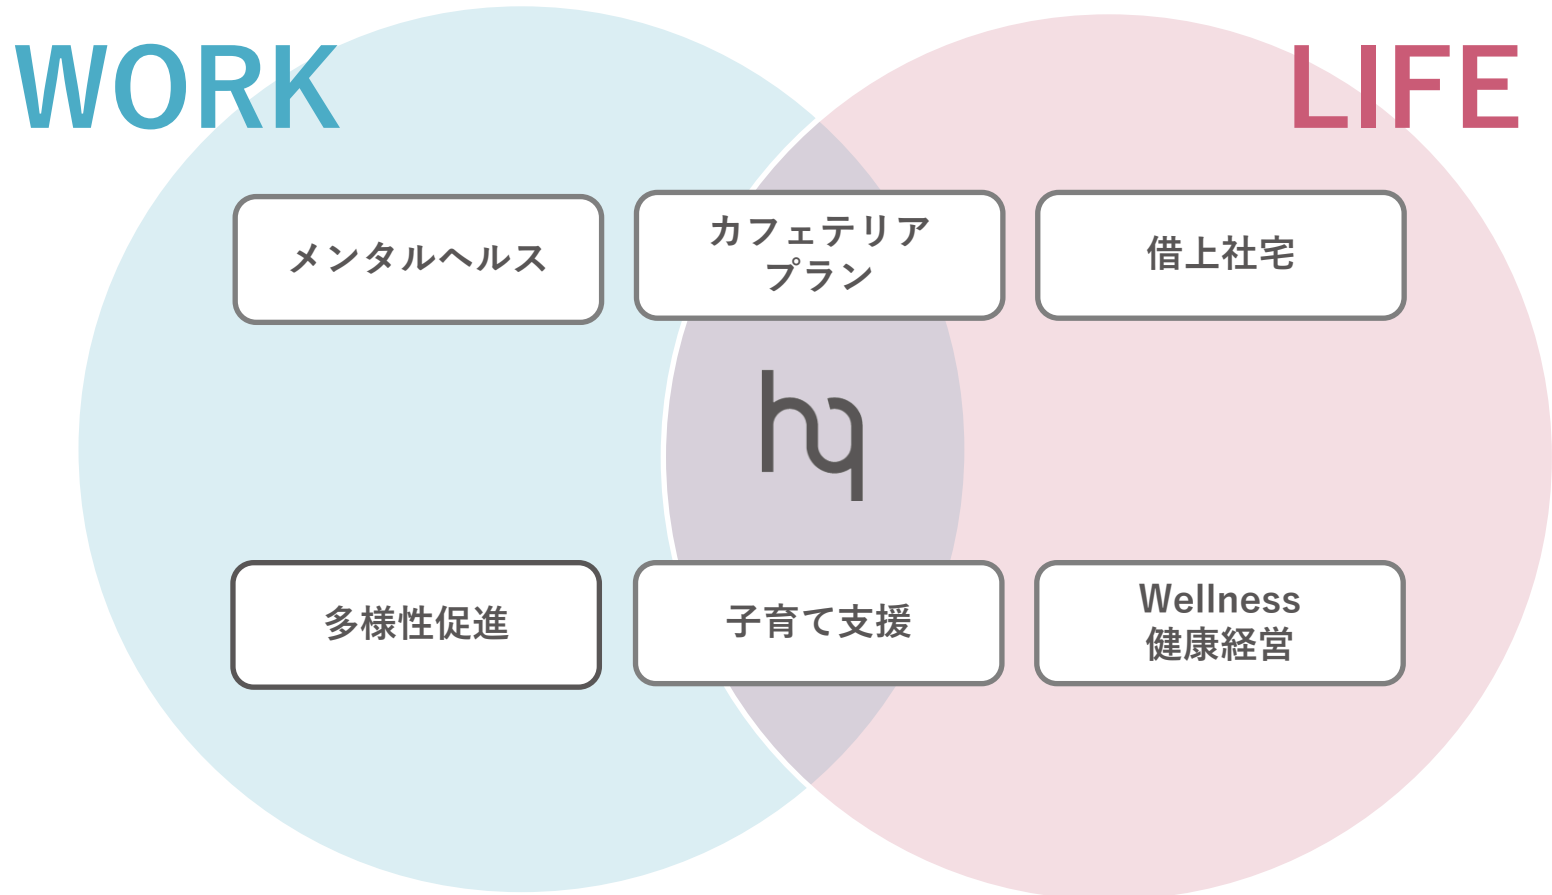 WORK
LIFE
メンタルヘルス
カフェテリア
プラン
借上社宅
hq
多様性促進
子育て支援
Wellness
健康経営